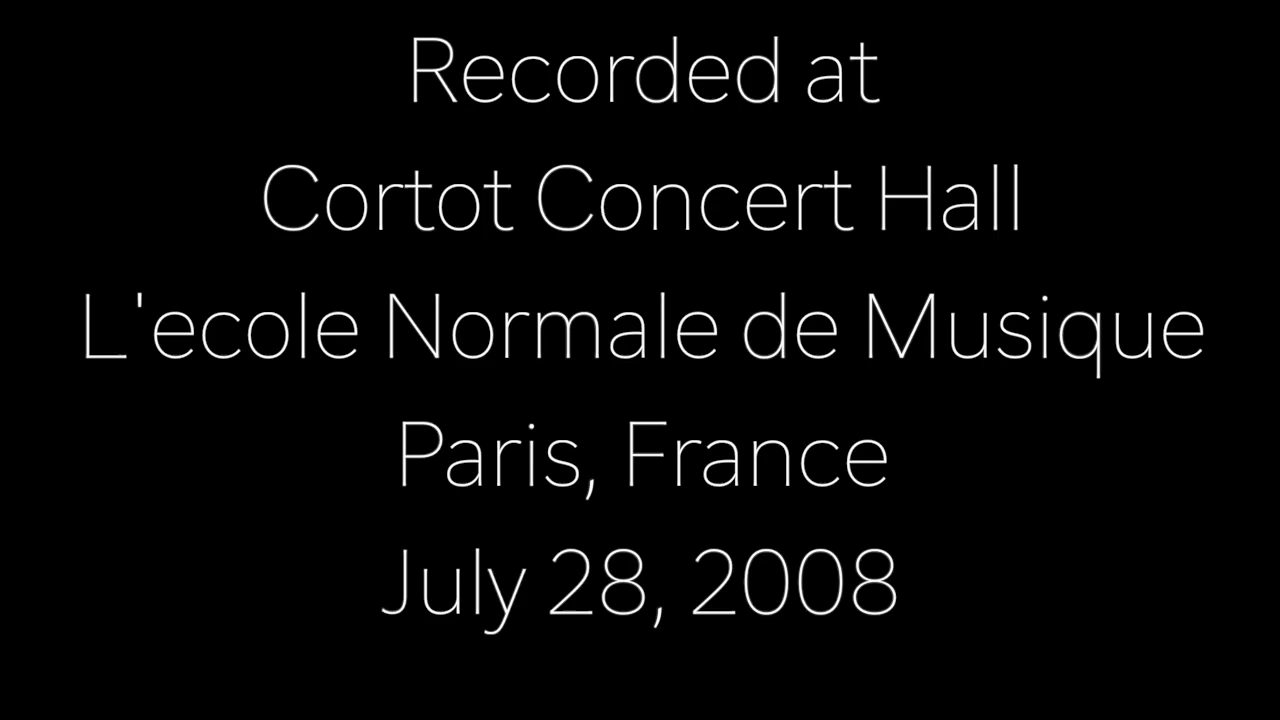 Recorded at
Cortot Concert Hall
L'ecole Normale de Musique
Paris, France
July 28, 2008